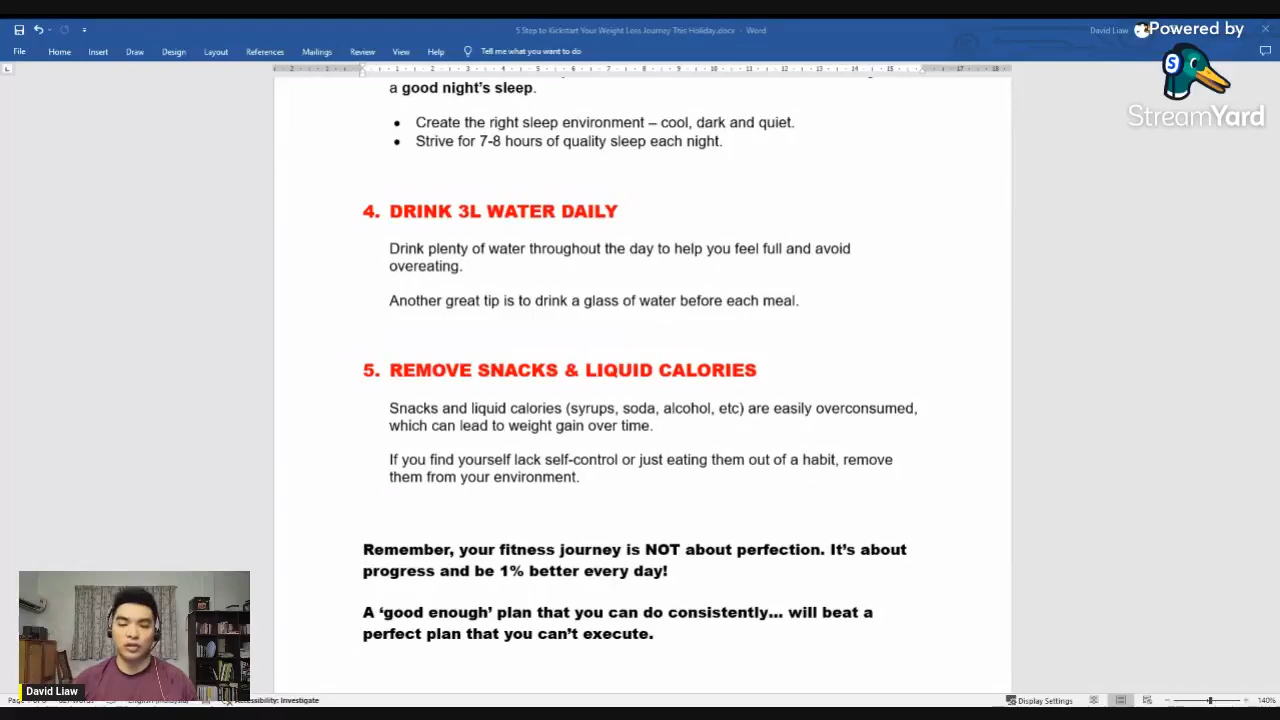 5 Step to Kickstart Your Weight Loss Journey This Holiday.docx - Word
David Liaw
Powered by
StreamYard
File Home Insert Draw Design Layout References Mailings Review View Help Tell me what you want to do
a good night's sleep.
• Create the right sleep environment – cool, dark and quiet.
• Strive for 7-8 hours of quality sleep each night.
4. DRINK 3L WATER DAILY
Drink plenty of water throughout the day to help you feel full and avoid
overeating.
Another great tip is to drink a glass of water before each meal.
5. REMOVE SNACKS & LIQUID CALORIES
Snacks and liquid calories (syrups, soda, alcohol, etc) are easily overconsumed,
which can lead to weight gain over time.
If you find yourself lack self-control or just eating them out of a habit, remove
them from your environment.
Remember, your fitness journey is NOT about perfection. It's about
progress and be 1% better every day!
A ‘good enough’ plan that you can do consistently... will beat a
perfect plan that you can't execute.
David Liaw
Accessibility: Investigate
Display Settings
140%